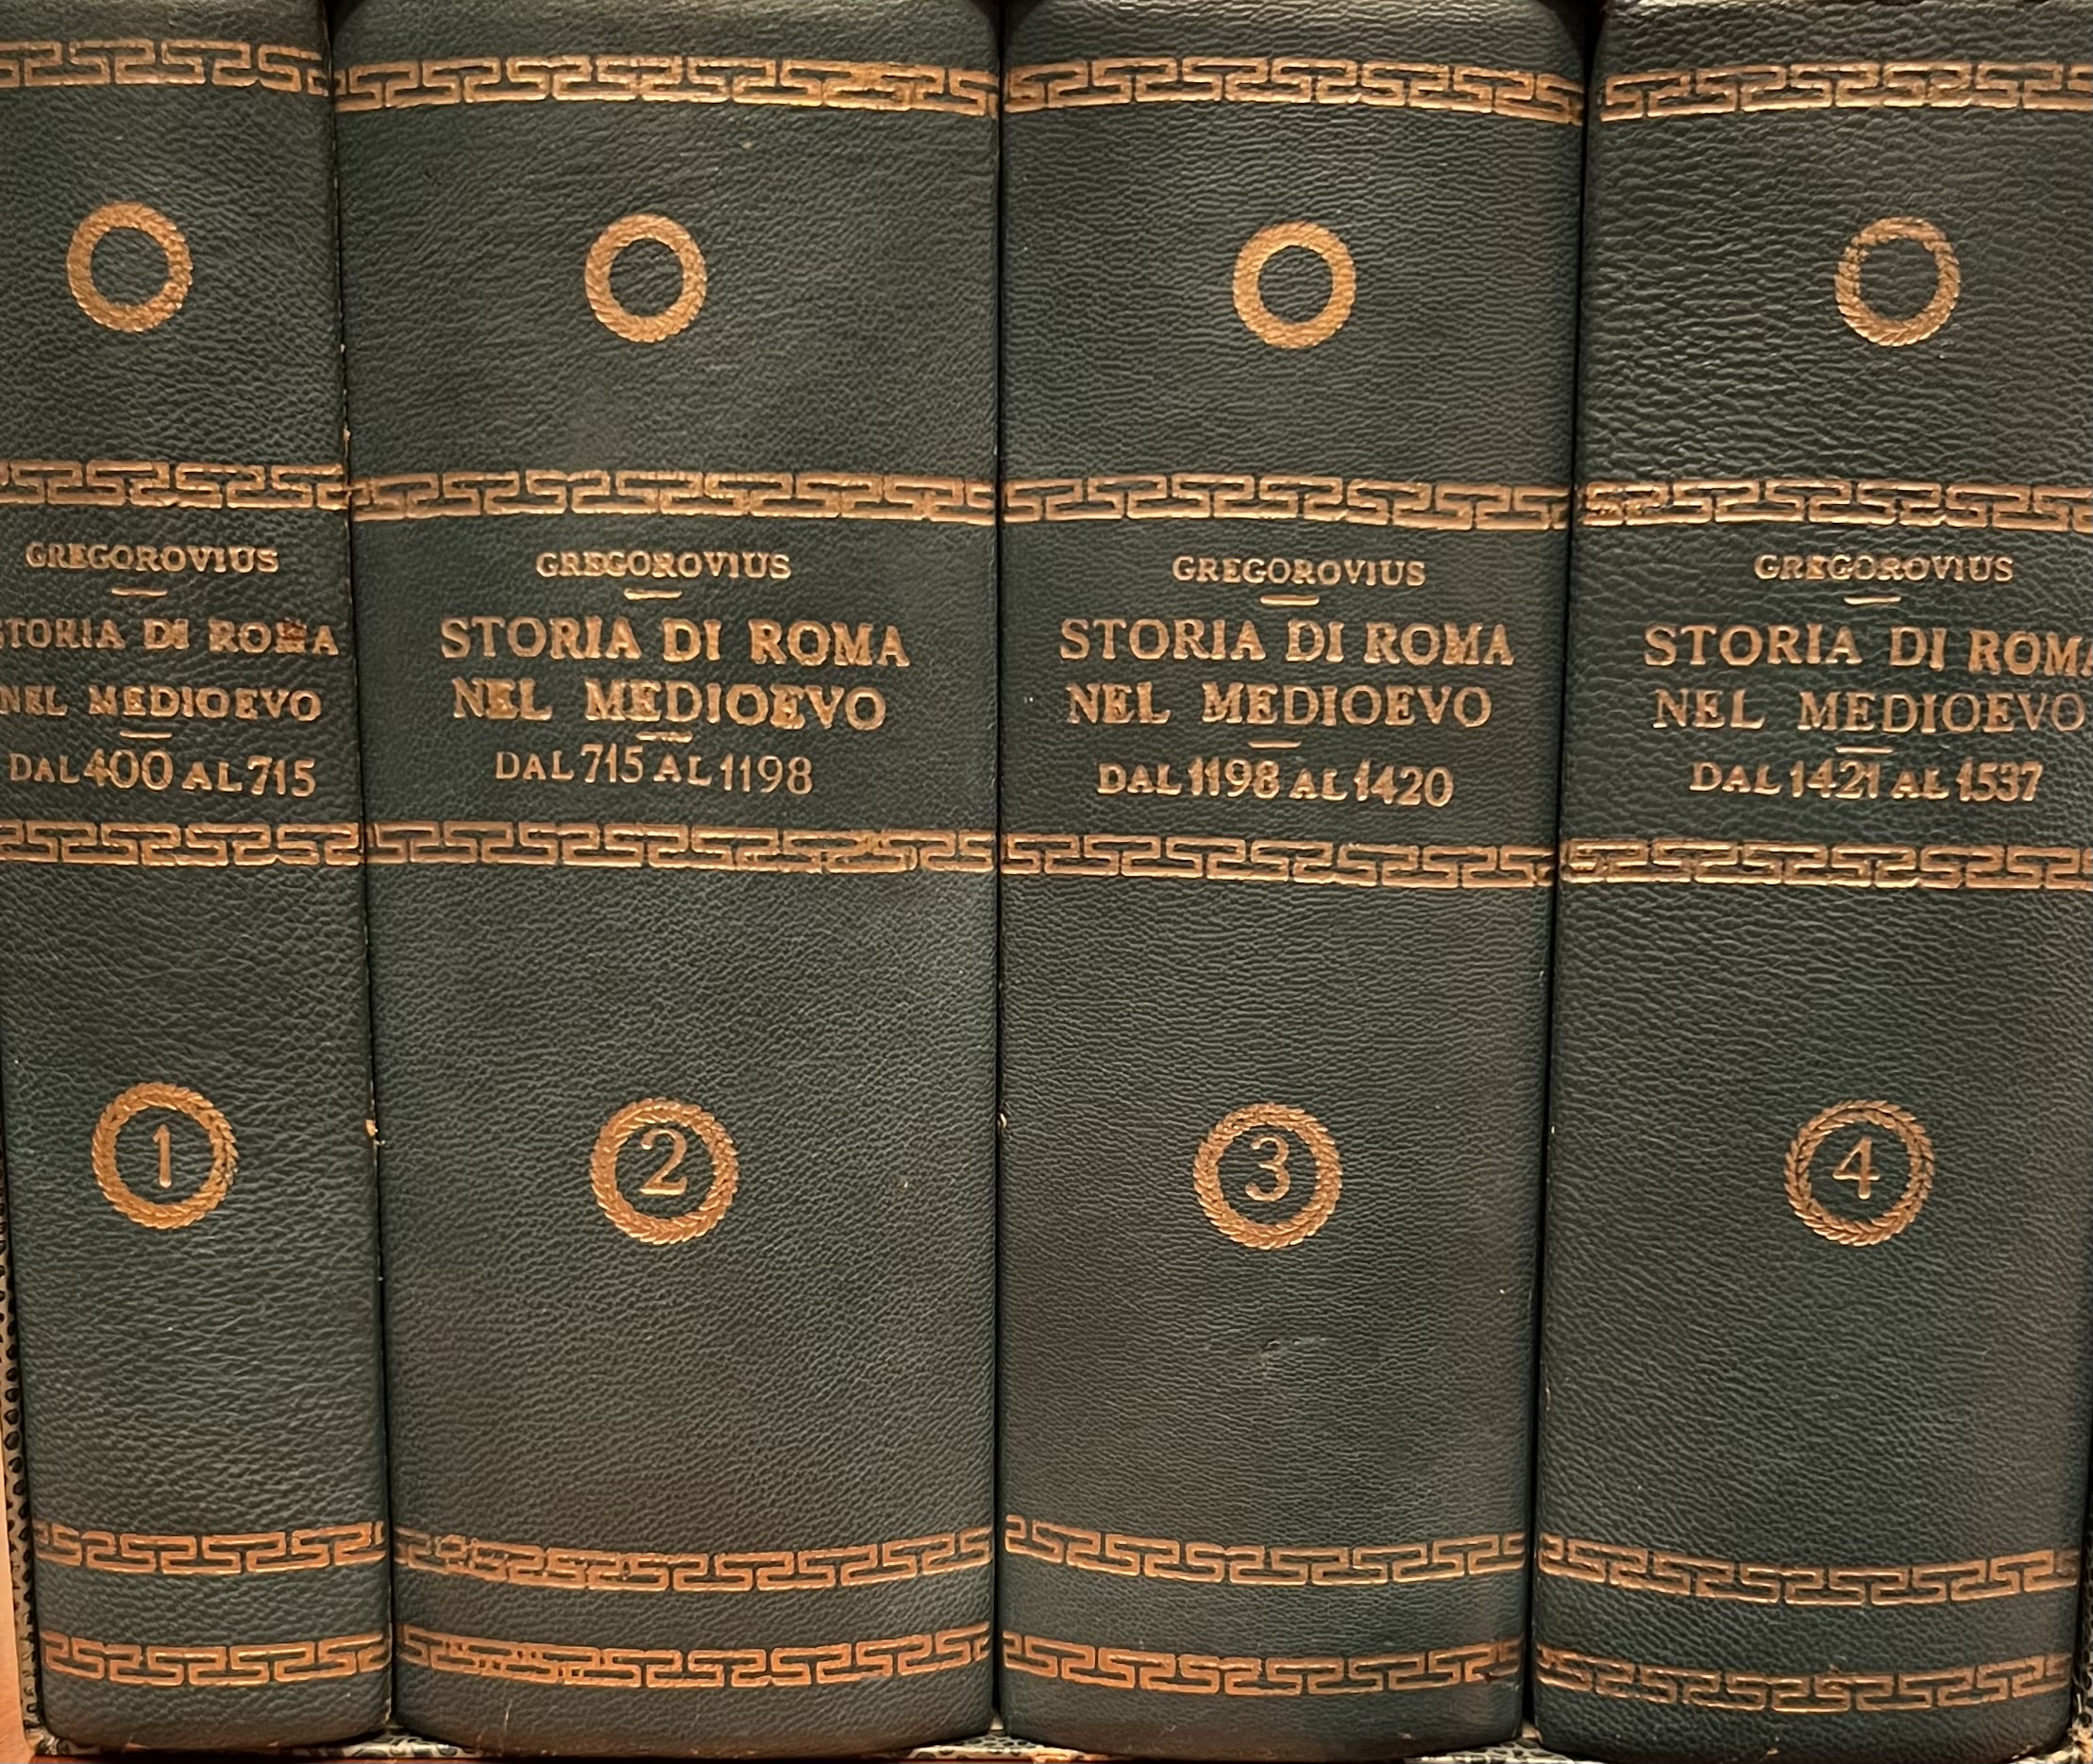 GREGOROVIUS
STORIA DI ROMA
NEL MEDIOEVO
DAL 400 AL 715
1
GREGOROVIUS
STORIA DI ROMA
NEL MEDIOEVO
DAL 715 AL 1198
2
GREGOROVIUS
STORIA DI ROMA
NEL MEDIOEVO
DAL 1198 AL 1420
3
GREGOROVIUS
STORIA DI ROMA
NEL MEDIOEVO
DAL 1421 AL 1537
4